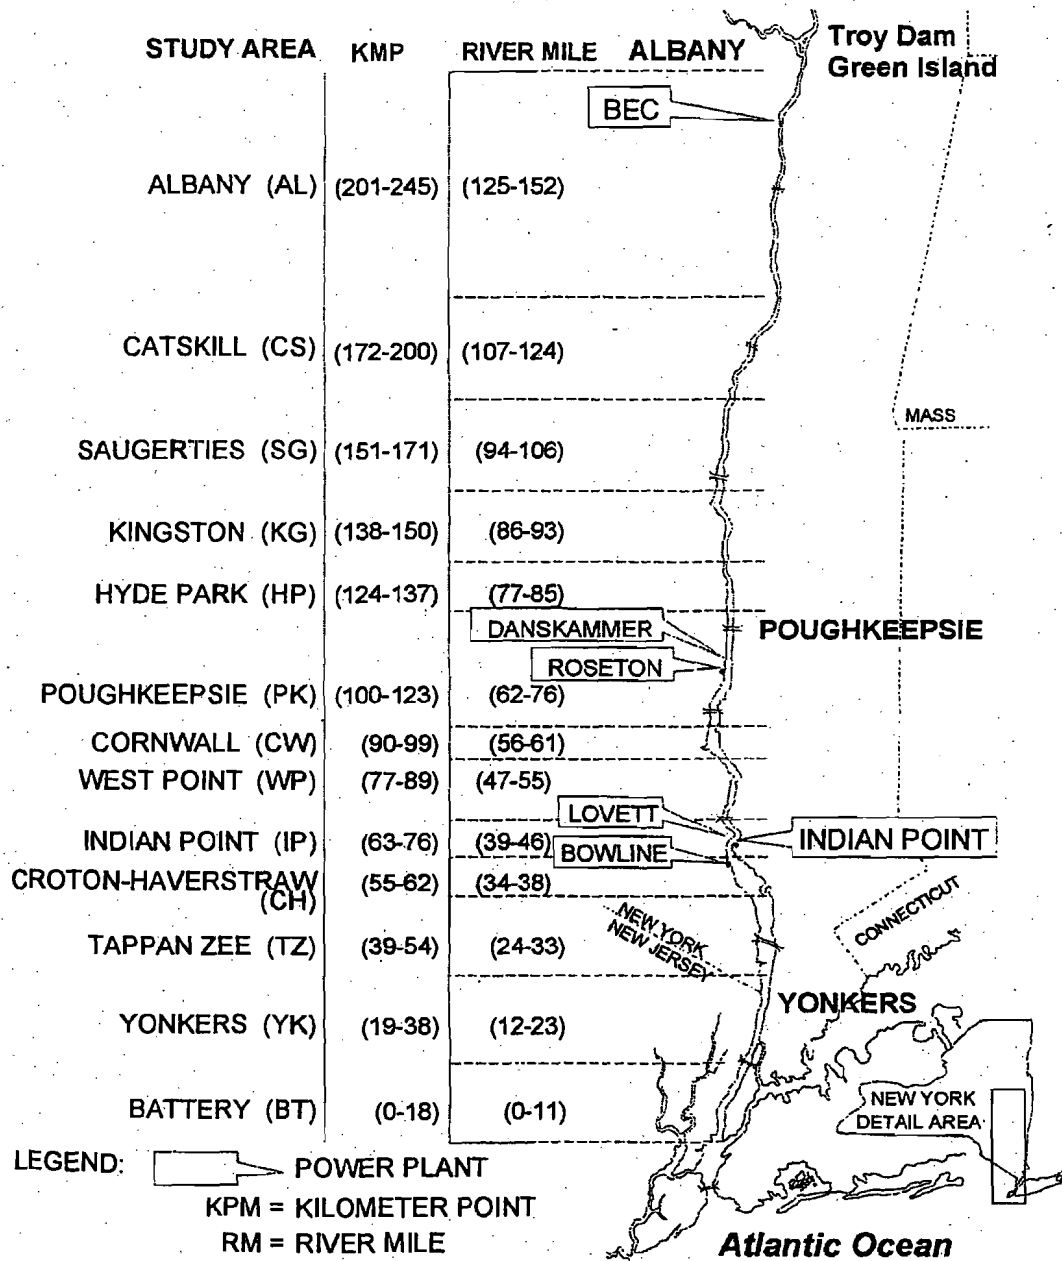 STUDY AREA KMP RIVER MILE ALBANY Troy Dam
Green Island
BEC
ALBANY (AL) (201-245) (125-152)
CATSKILL (CS) (172-200) (107-124)
MASS
SAUGERTIES (SG) (151-171) (94-106)
KINGSTON (KG) (138-150) (86-93)
HYDE PARK (HP) (124-137) (77-85)
DANSKAMMER POUGHKEEPSIE
ROSETON
POUGHKEEPSIE (PK) (100-123) (62-76)
CORNWALL (CW) (90-99) (56-61)
WEST POINT (WP) (77-89) (47-55)
LOVETT
INDIAN POINT (IP) (63-76) (39-46) INDIAN POINT
BOWLINE
CROTON-HAVERSTRAW (55-62) (34-38)
(CH)
CONNECTICUT
NEW YORK
NEW JERSEY
TAPPAN ZEE (TZ) (39-54) (24-33)
YONKERS
YONKERS (YK) (19-38) (12-23)
NEW YORK
DETAIL AREA
BATTERY (BT) (0-18) (0-11)
LEGEND: POWER PLANT
KPM = KILOMETER POINT
RM = RIVER MILE
Atlantic Ocean